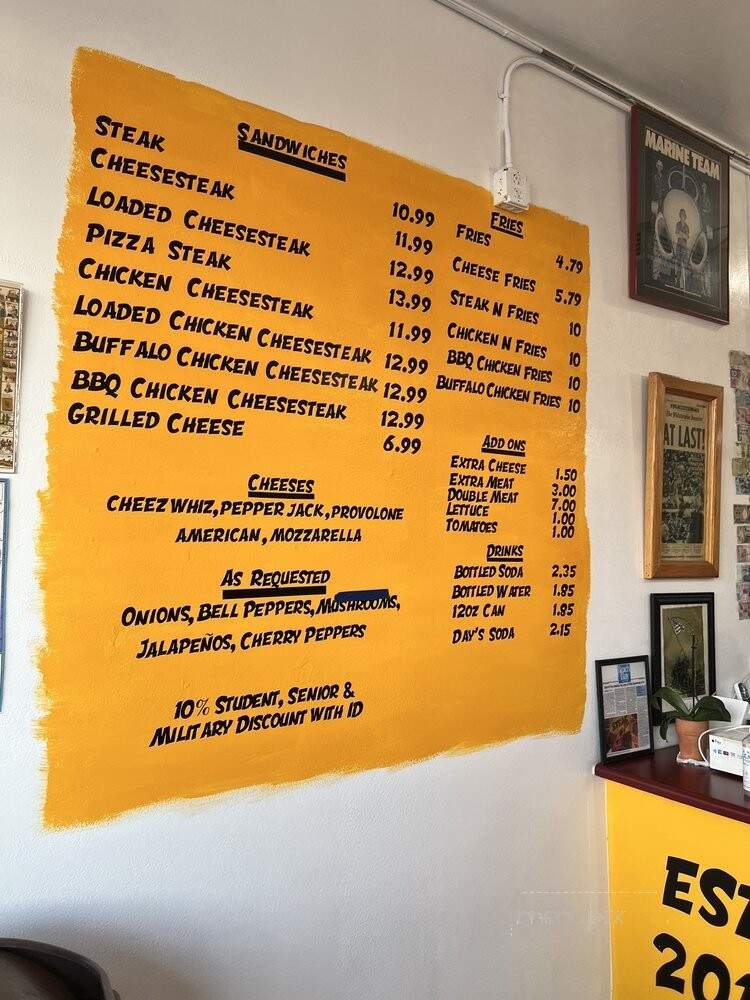 SANDWICHES
STEAK 10.99
CHEESESTEAK 11.99
LOADED CHEESESTEAK 12.99
PIZZA STEAK 13.99
CHICKEN CHEESESTEAK 11.99
LOADED CHICKEN CHEESESTEAK 12.99
BUFFALO CHICKEN CHEESESTEAK 12.99
BBQ CHICKEN CHEESESTEAK 12.99
GRILLED CHEESE 6.99
CHEESES
CHEEZ WHIZ, PEPPER JACK, PROVOLONE
AMERICAN, MOZZARELLA
AS REQUESTED
ONIONS, BELL PEPPERS, MUSHROOMS,
JALAPEÑOS, CHERRY PEPPERS
10% STUDENT, SENIOR &
MILITARY DISCOUNT WITH ID
FRIES
FRIES 4.79
CHEESE FRIES 5.79
STEAK N FRIES 10
CHICKEN N FRIES 10
BBQ CHICKEN FRIES 10
BUFFALO CHICKEN FRIES 10
ADD ONS
EXTRA CHEESE 1.50
EXTRA MEAT 3.00
DOUBLE MEAT 7.00
LETTUCE 1.00
TOMATOES 1.00
DRINKS
BOTTLED SODA 2.35
BOTTLED WATER 1.85
12OZ CAN 1.85
DAY'S SODA 2.15
MARINE TEAM
AT LAST!
EST
201